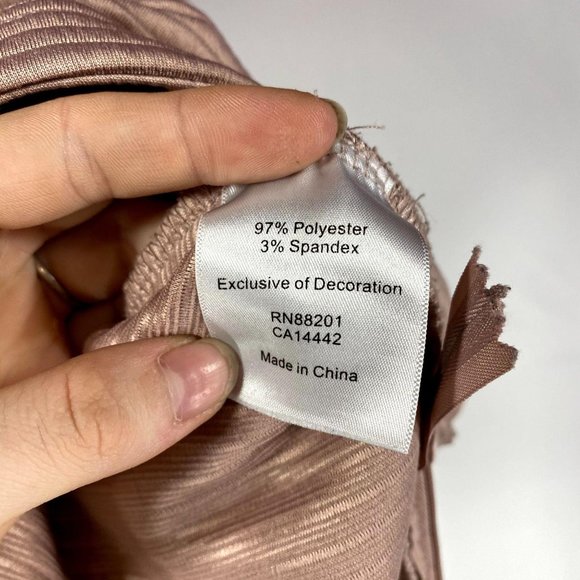 97% Polyester
3% Spandex
Exclusive of Decoration
RN88201
CA14442
Made in China